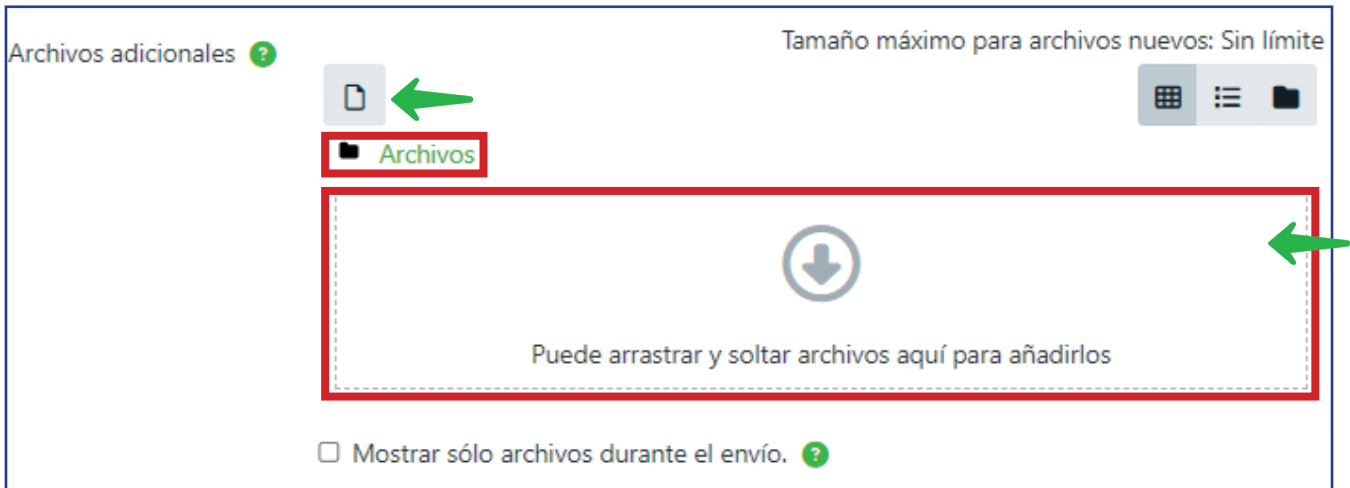 Archivos adicionales ?
Tamaño máximo para archivos nuevos: Sin límite
Archivos
Puede arrastrar y soltar archivos aquí para añadirlos
Mostrar sólo archivos durante el envío. ?